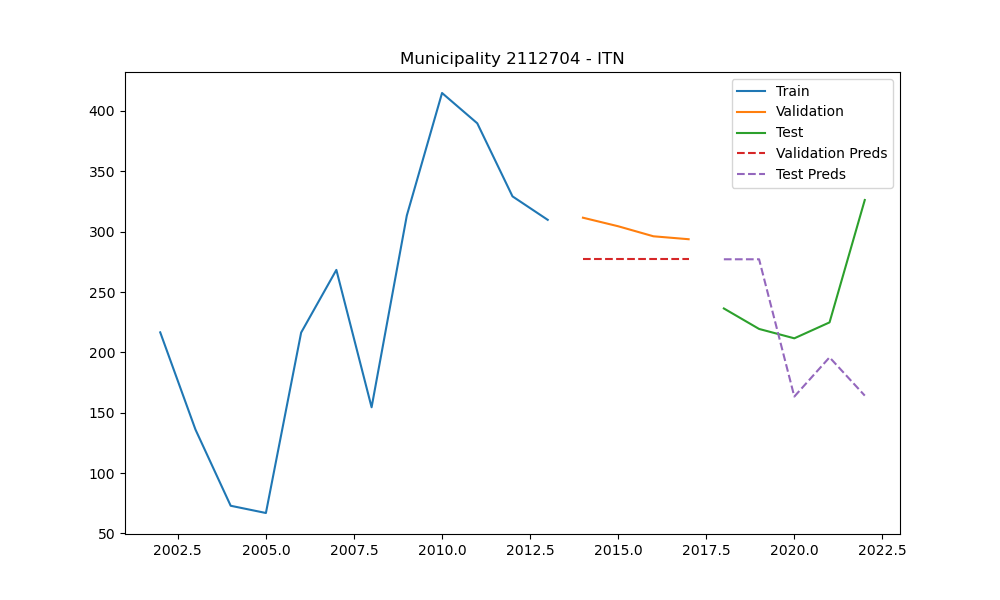 Municipality 2112704 - ITN
Train
Validation
Test
Validation Preds
Test Preds
400
350
300
250
200
150
100
50
2002.5 2005.0 2007.5 2010.0 2012.5 2015.0 2017.5 2020.0 2022.5